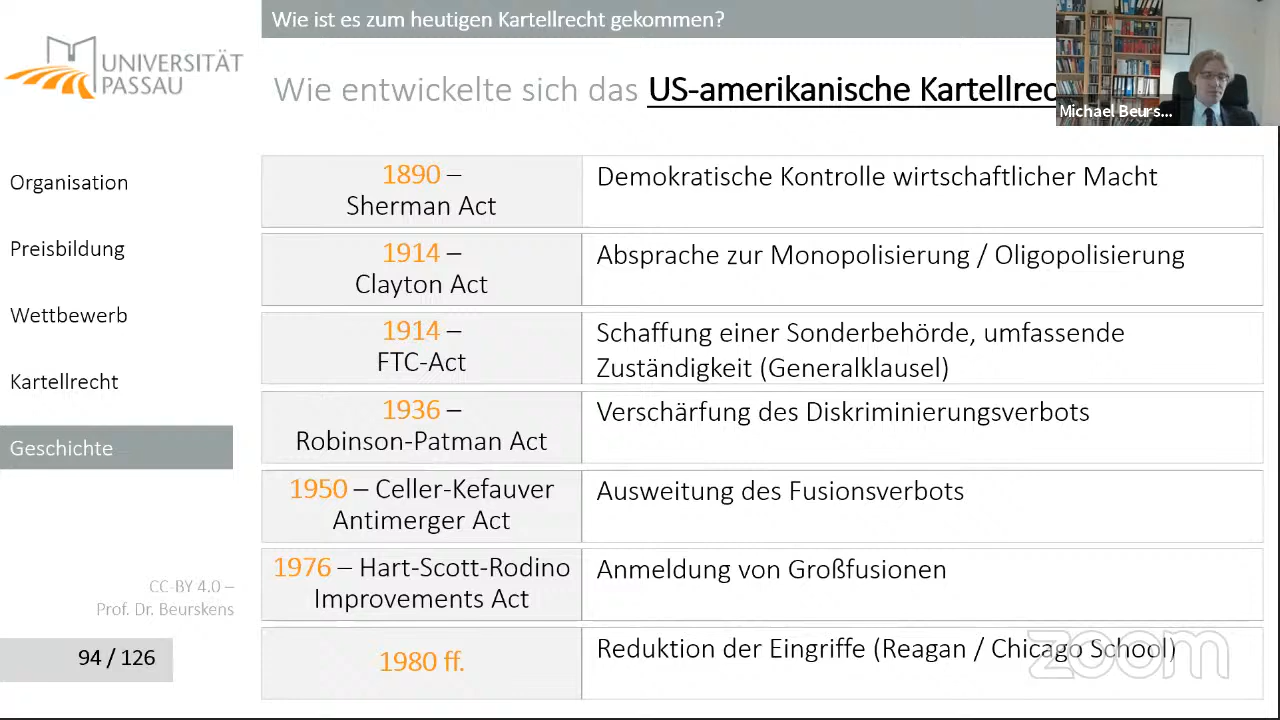 Wie ist es zum heutigen Kartellrecht gekommen?
UNIVERSITÄT
PASSAU
Wie entwickelte sich das US-amerikanische Kartellrec
Michael Beurs...
Organisation
Preisbildung
Wettbewerb
Kartellrecht
Geschichte
1890 –
Sherman Act
Demokratische Kontrolle wirtschaftlicher Macht
1914 –
Clayton Act
Absprache zur Monopolisierung / Oligopolisierung
1914 –
FTC-Act
Schaffung einer Sonderbehörde, umfassende
Zuständigkeit (Generalklausel)
1936 –
Robinson-Patman Act
Verschärfung des Diskriminierungsverbots
1950 – Celler-Kefauver
Antimerger Act
Ausweitung des Fusionsverbots
1976 – Hart-Scott-Rodino
Improvements Act
Anmeldung von Großfusionen
1980 ff.
Reduktion der Eingriffe (Reagan / Chicago School)
CC-BY 4.0 –
Prof. Dr. Beurskens
94 / 126
zoom